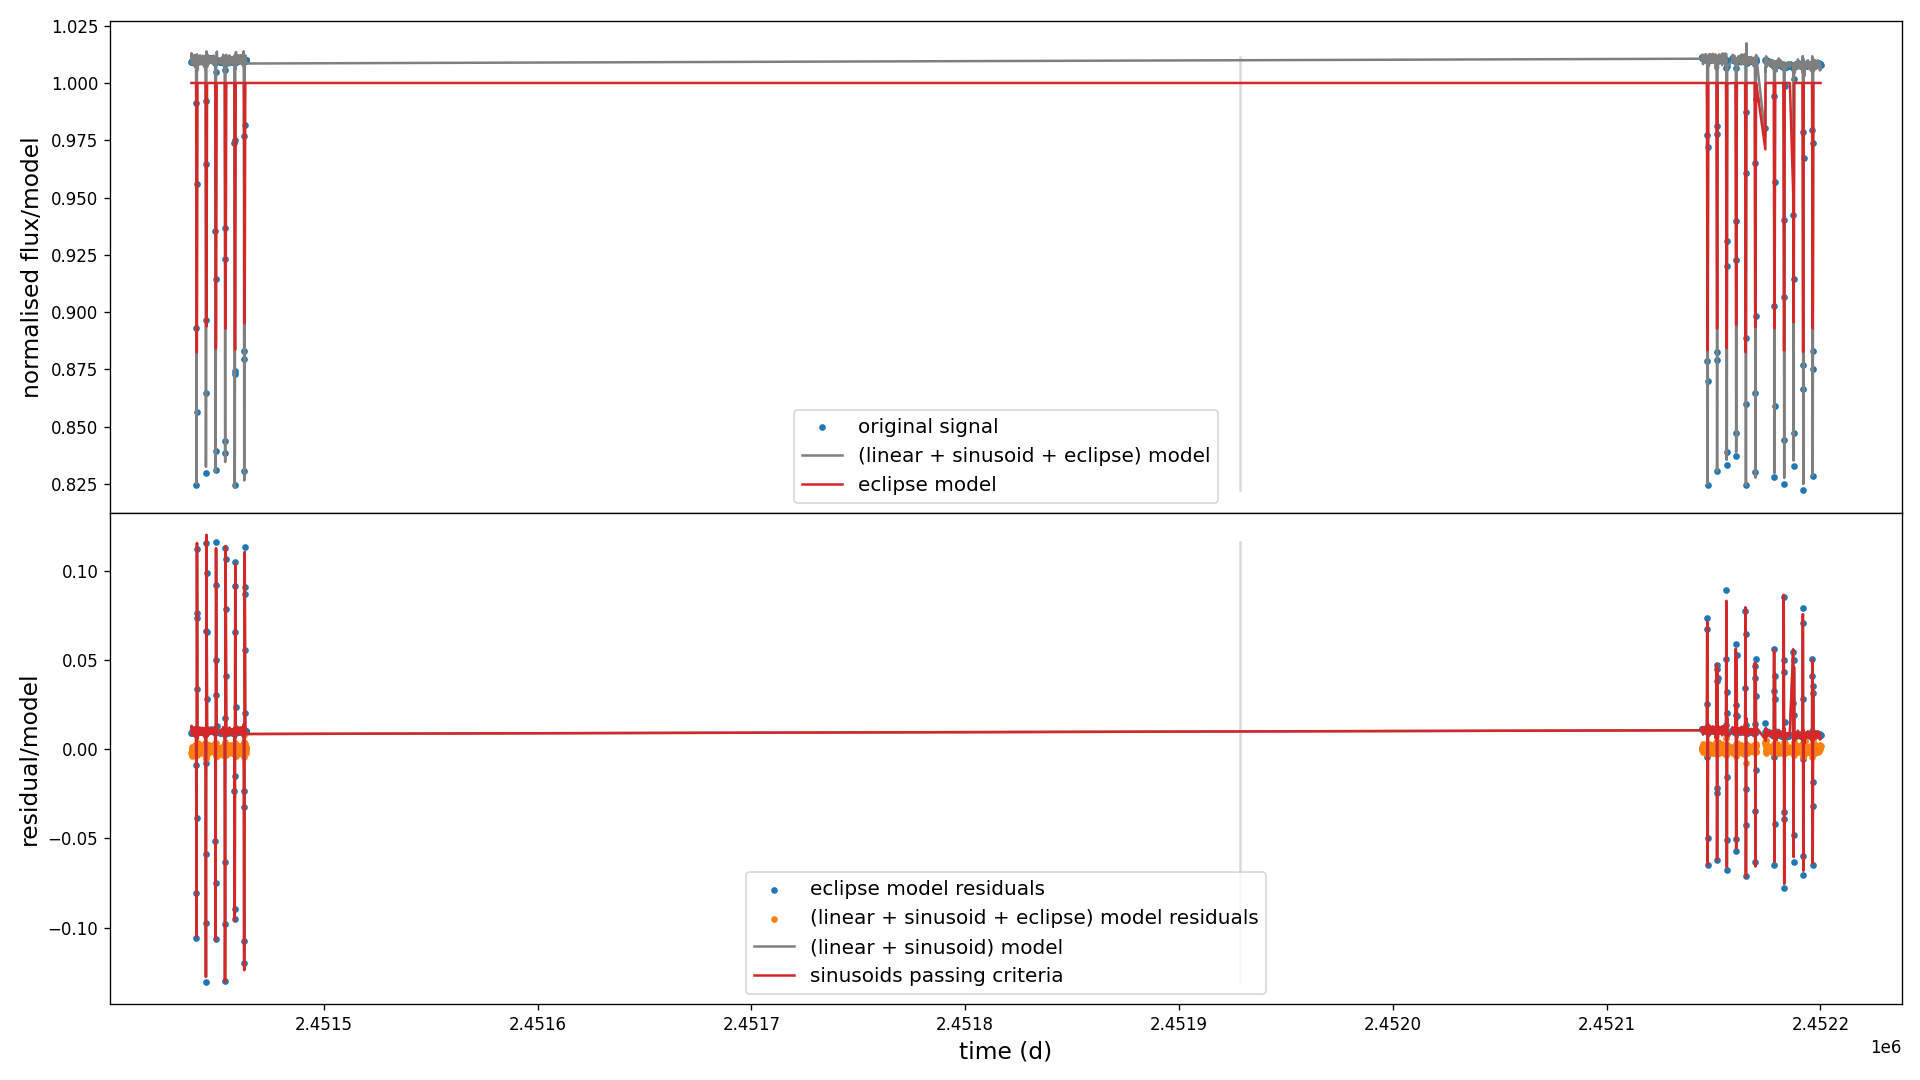 1.025
1.000
0.975
0.950
0.925
0.900
0.875
0.850
0.825
normalised flux/model
original signal
(linear + sinusoid + eclipse) model
eclipse model
0.10
0.05
0.00
−0.05
−0.10
residual/model
eclipse model residuals
(linear + sinusoid + eclipse) model residuals
(linear + sinusoid) model
sinusoids passing criteria
2.4515 2.4516 2.4517 2.4518 2.4519 2.4520 2.4521 2.4522
1e6
time (d)